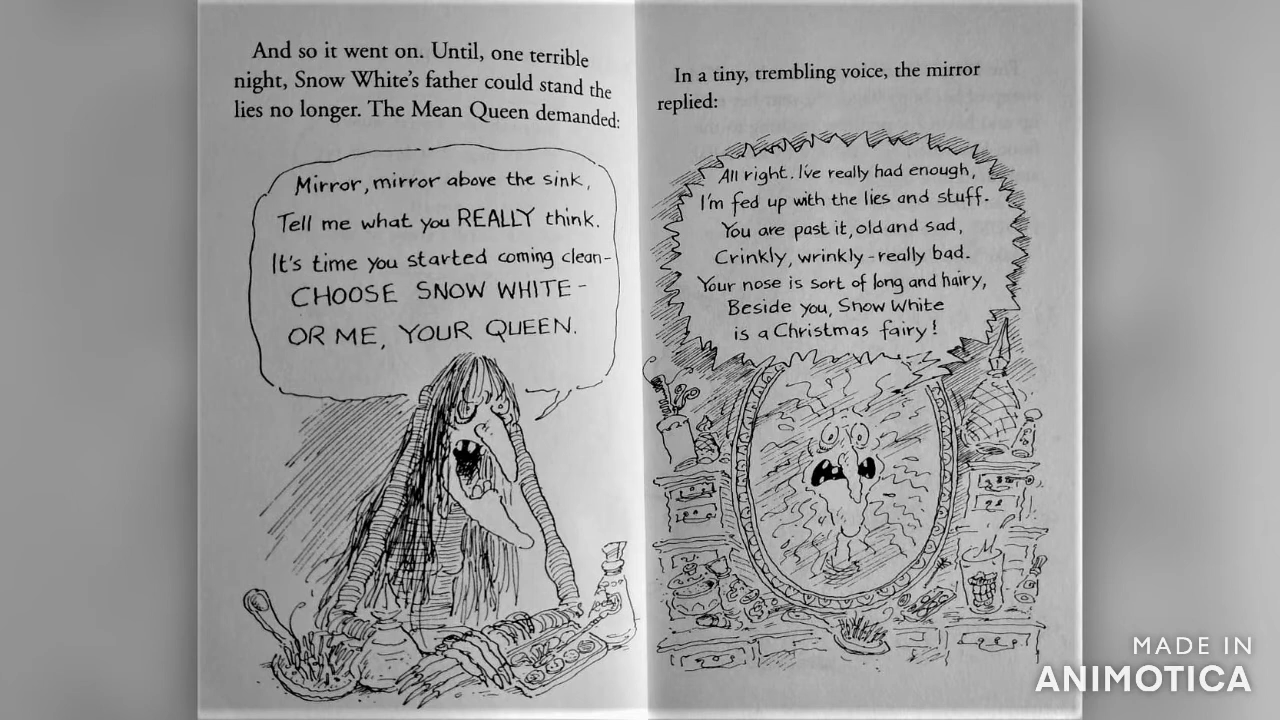 And so it went on. Until, one terrible
night, Snow White's father could stand the
lies no longer. The Mean Queen demanded:
Mirror, mirror above the sink,
Tell me what you REALLY think.
It's time you started coming clean-
CHOOSE SNOW WHITE-
OR ME, YOUR QUEEN.
In a tiny, trembling voice, the mirror
replied:
All right. I've really had enough,
I'm fed up with the lies and stuff.
You are past it, old and sad,
Crinkly, wrinkly-really bad.
Your nose is sort of long and hairy,
Beside you, Snow White
is a Christmas fairy!
MADE IN
ANIMOTICA